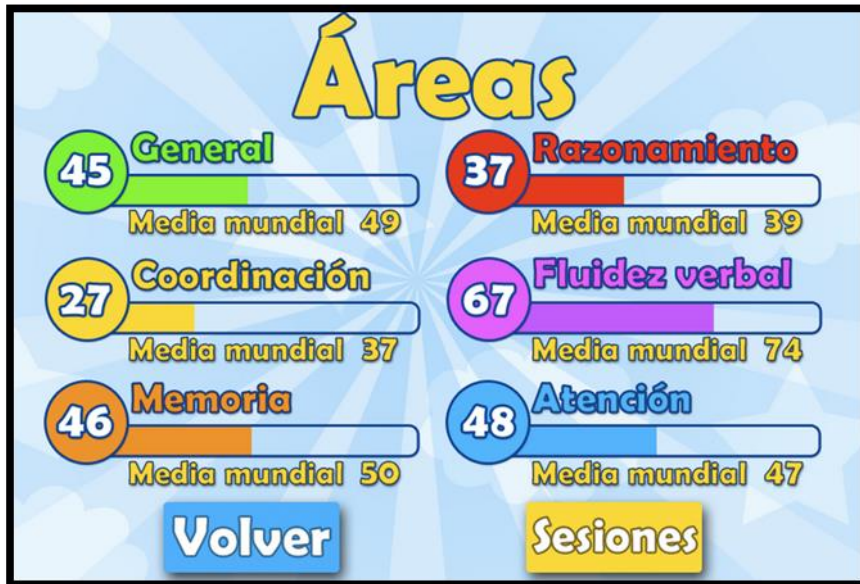 Áreas
45 General
Media mundial 49
37 Razonamiento
Media mundial 39
27 Coordinación
Media mundial 37
67 Fluidez verbal
Media mundial 74
46 Memoria
Media mundial 50
48 Atención
Media mundial 47
Volver
Sesiones